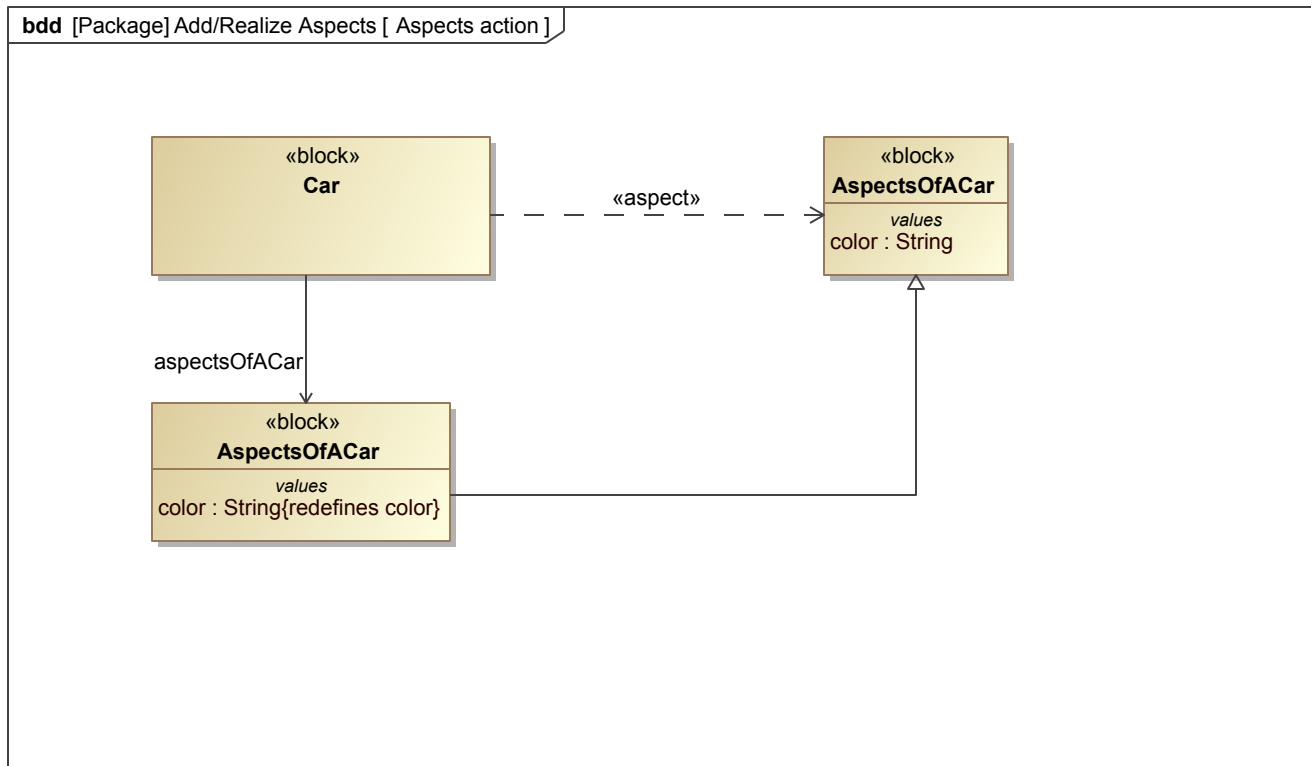 bdd [Package] Add/Realize Aspects [ Aspects action ]
«block»
Car
«aspect»
«block»
AspectsOfACar
values
color : String
aspectsOfACar
«block»
AspectsOfACar
values
color : String{redefines color}